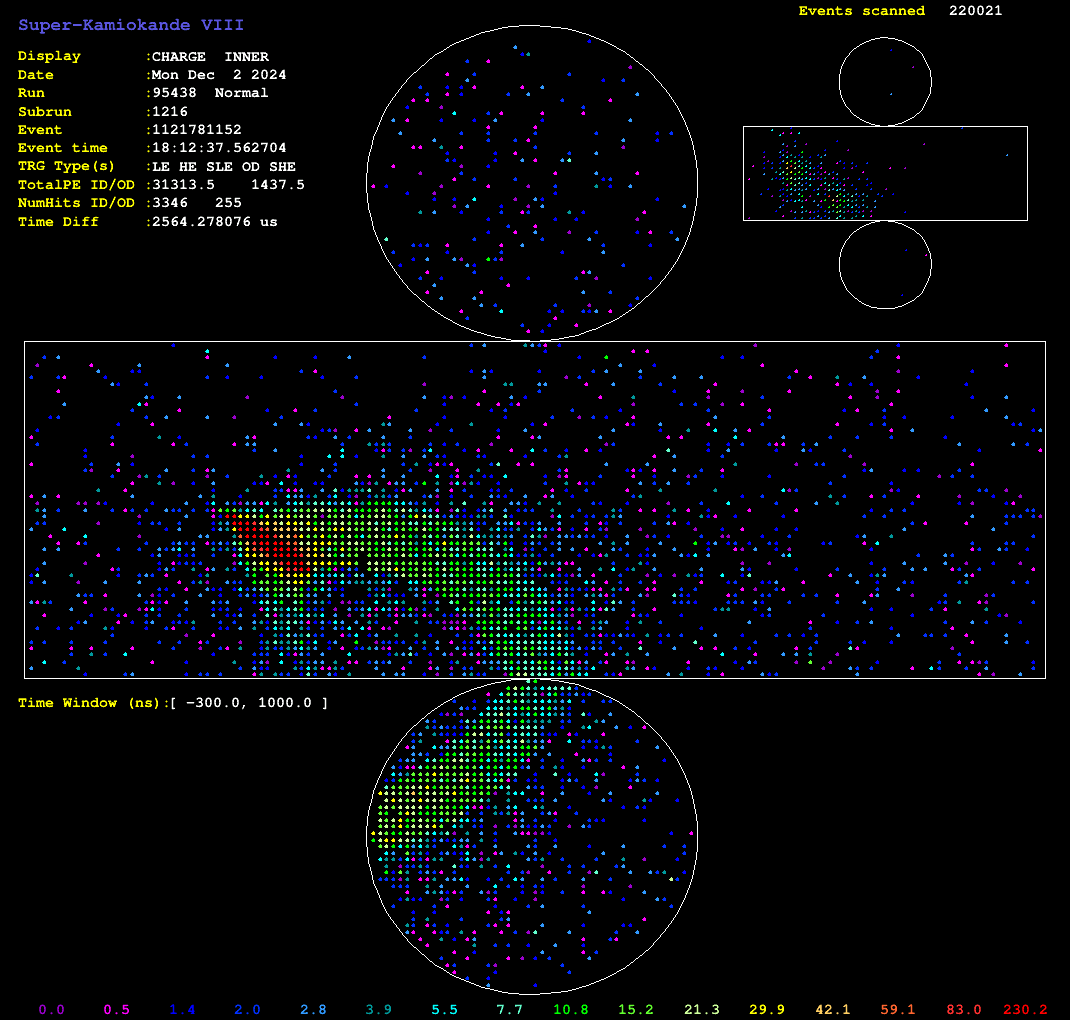 Super-Kamiokande VIII
Events scanned 220021
Display :CHARGE INNER
Date :Mon Dec 2 2024
Run :95438 Normal
Subrun :1216
Event :1121781152
Event time :18:12:37.562704
TRG Type(s) :LE HE SLE OD SHE
TotalPE ID/OD :31313.5 1437.5
NumHits ID/OD :3346 255
Time Diff :2564.278076 us
Time Window (ns):[ -300.0, 1000.0 ]
0.0 0.5 1.4 2.0 2.8 3.9 5.5 7.7 10.8 15.2 21.3 29.9 42.1 59.1 83.0 230.2